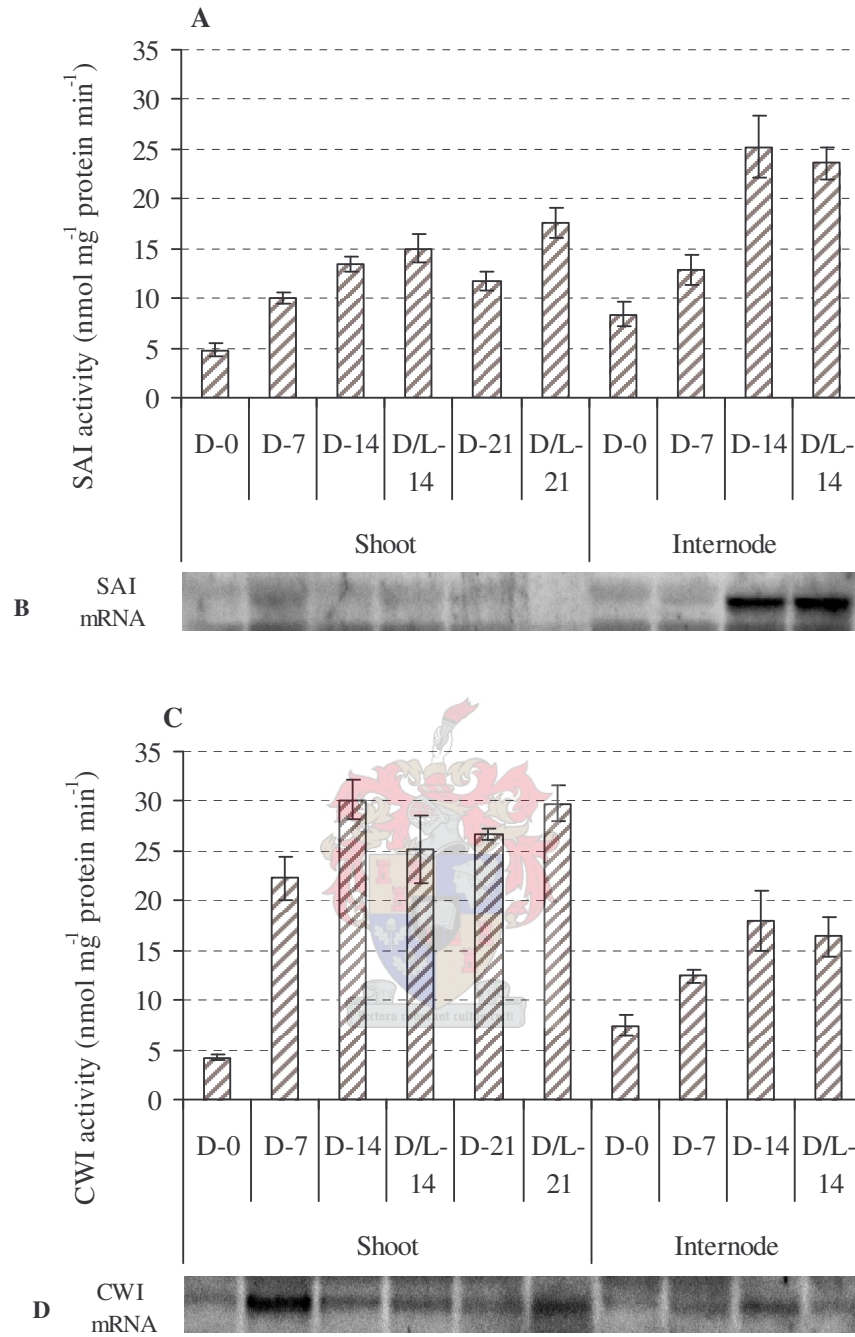 A
SAI activity (nmol mg-1 protein min-1)
35
30
25
20
15
10
5
0
D-0 D-7 D-14 D/L-14 D-21 D/L-21 D-0 D-7 D-14 D/L-14
Shoot Internode
B
SAI
mRNA
C
CWI activity (nmol mg-1 protein min-1)
35
30
25
20
15
10
5
0
D-0 D-7 D-14 D/L-14 D-21 D/L-21 D-0 D-7 D-14 D/L-14
Shoot Internode
D
CWI
mRNA